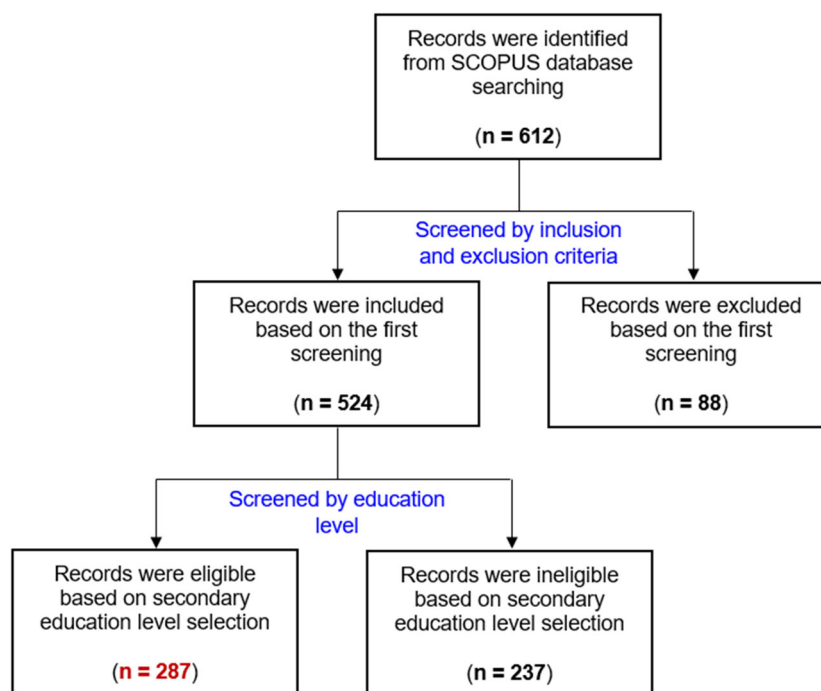 Records were identified
from SCOPUS database
searching
(n = 612)
Screened by inclusion
and exclusion criteria
Records were included
based on the first
screening
(n = 524)
Records were excluded
based on the first
screening
(n = 88)
Screened by education
level
Records were eligible
based on secondary
education level selection
(n = 287)
Records were ineligible
based on secondary
education level selection
(n = 237)